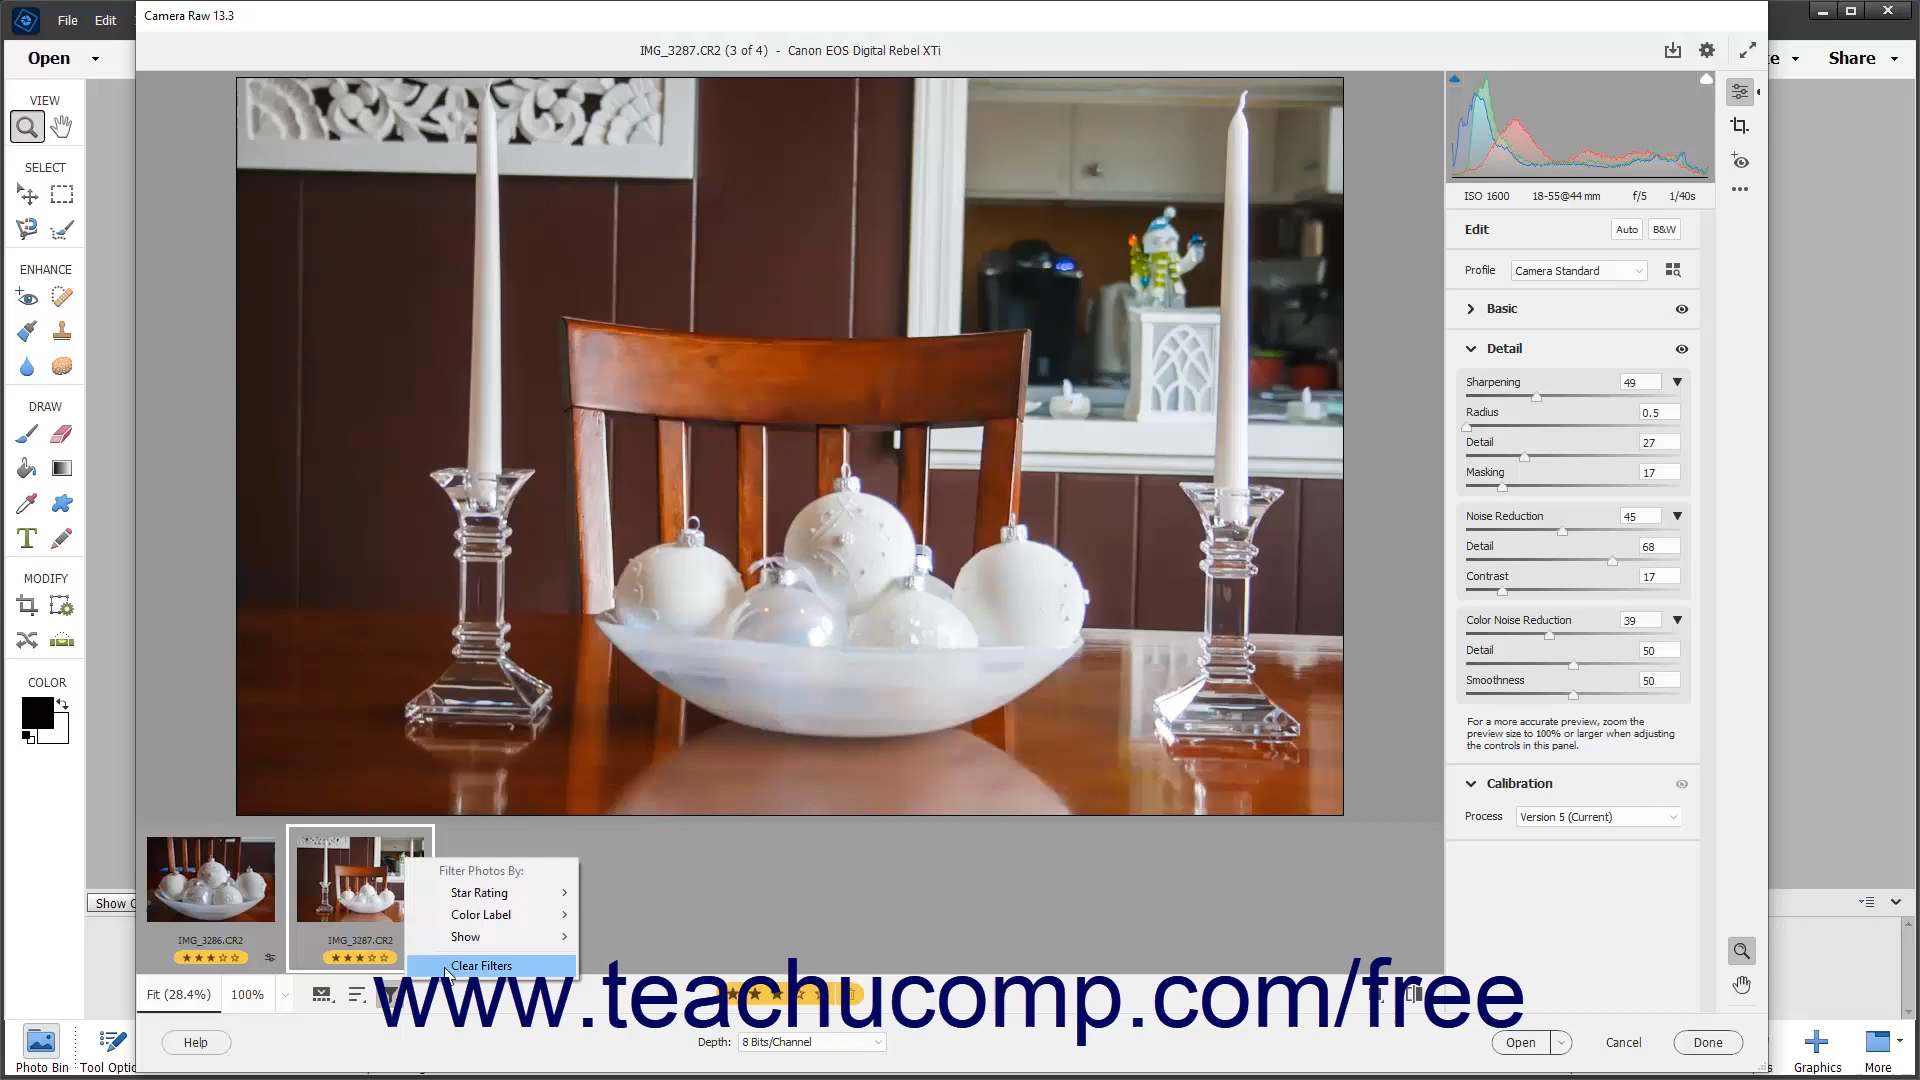 Camera Raw 13.3
File Edit
IMG_3287.CR2 (3 of 4) - Canon EOS Digital Rebel XTi
Open
Share
VIEW
SELECT
ENHANCE
DRAW
MODIFY
COLOR
ISO 1600 18-55@44 mm f/5 1/40s
Edit Auto B&W
Profile Camera Standard
Basic
Detail
Sharpening 49
Radius 0.5
Detail 27
Masking 17
Noise Reduction 45
Detail 68
Contrast 17
Color Noise Reduction 39
Detail 50
Smoothness 50
For a more accurate preview, zoom the
preview size to 100% or larger when adjusting
the controls in this panel.
Calibration
Process Version 5 (Current)
Filter Photos By:
Star Rating
Color Label
Show
Clear Filters
Show
IMG_3286.CR2
IMG_3287.CR2
Fit (28.4%) 100%
www.teachucomp.com/free
Help
Depth: 8 Bits/Channel
Open
Cancel
Done
Photo Bin
Tool
Graphics
More